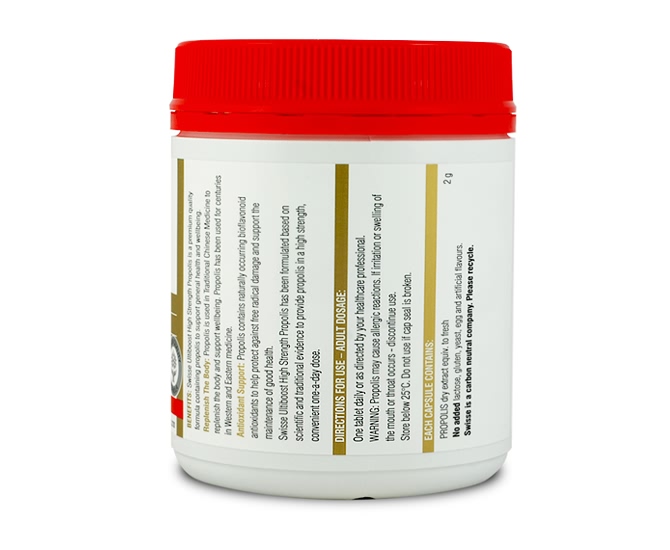 BENEFITS: Swisse Ultiboost High Strength Propolis is a premium quality
formula containing propolis to support general health and wellbeing.
Replenish The Body: Propolis is used in Traditional Chinese Medicine to
replenish the body and support wellbeing. Propolis has been used for centuries
in Western and Eastern medicine.
Antioxidant Support: Propolis contains naturally occurring bioflavonoid
antioxidants to help protect against free radical damage and support the
maintenance of good health.
Swisse Ultiboost High Strength Propolis has been formulated based on
scientific and traditional evidence to provide propolis in a high strength,
convenient one-a-day dose.
DIRECTIONS FOR USE – ADULT DOSAGE:
One tablet daily or as directed by your healthcare professional.
WARNING: Propolis may cause allergic reactions. If irritation or swelling of
the mouth or throat occurs - discontinue use.
Store below 25°C. Do not use if cap seal is broken.
EACH CAPSULE CONTAINS:
PROPOLIS dry extract equiv. to fresh 2 g
No added lactose, gluten, yeast, egg and artificial flavours.
Swisse is a carbon neutral company. Please recycle.